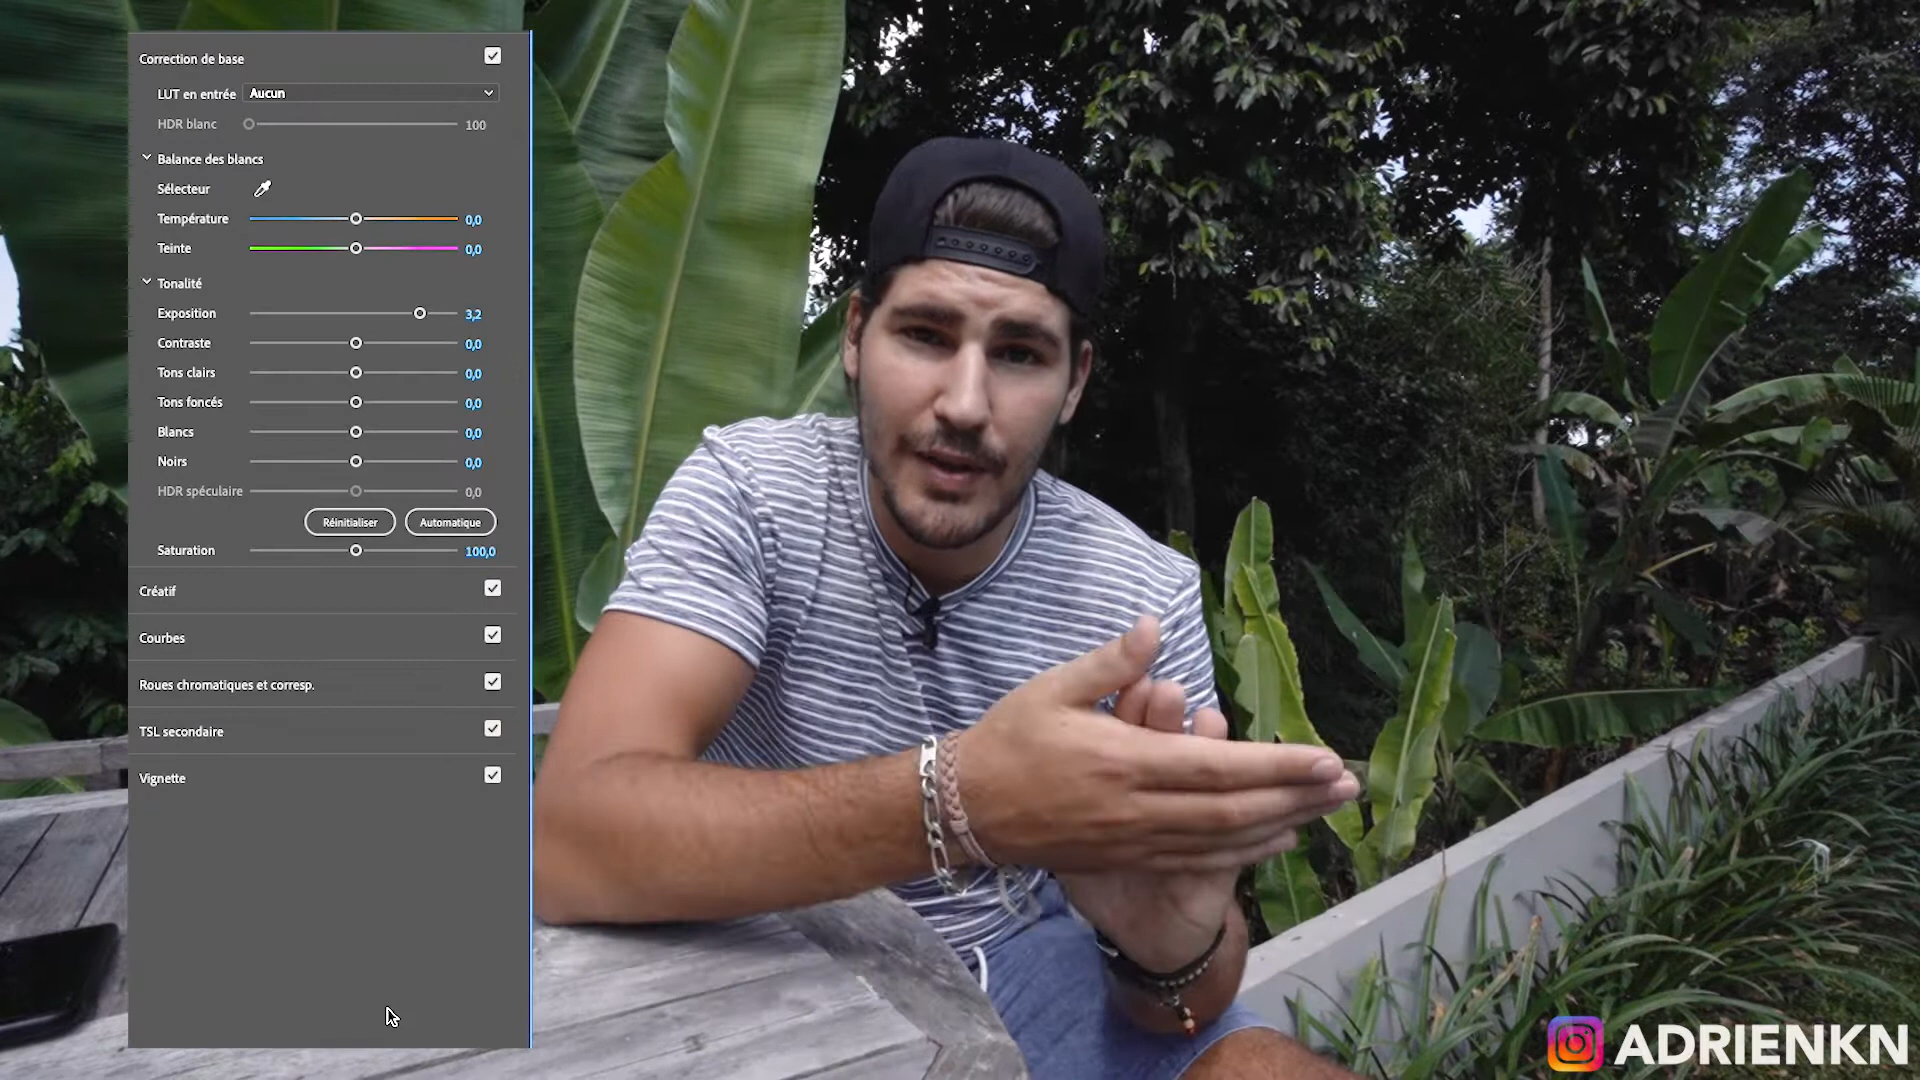 Correction de base
LUT en entrée Aucun
HDR blanc 100
Balance des blancs
Sélecteur
Température 0,0
Teinte 0,0
Tonalité
Exposition 3,2
Contraste 0,0
Tons clairs 0,0
Tons foncés 0,0
Blancs 0,0
Noirs 0,0
HDR spéculaire 0,0
Réinitialiser Automatique
Saturation 100,0
Créatif
Courbes
Roues chromatiques et corresp.
TSL secondaire
Vignette
ADRIENKN